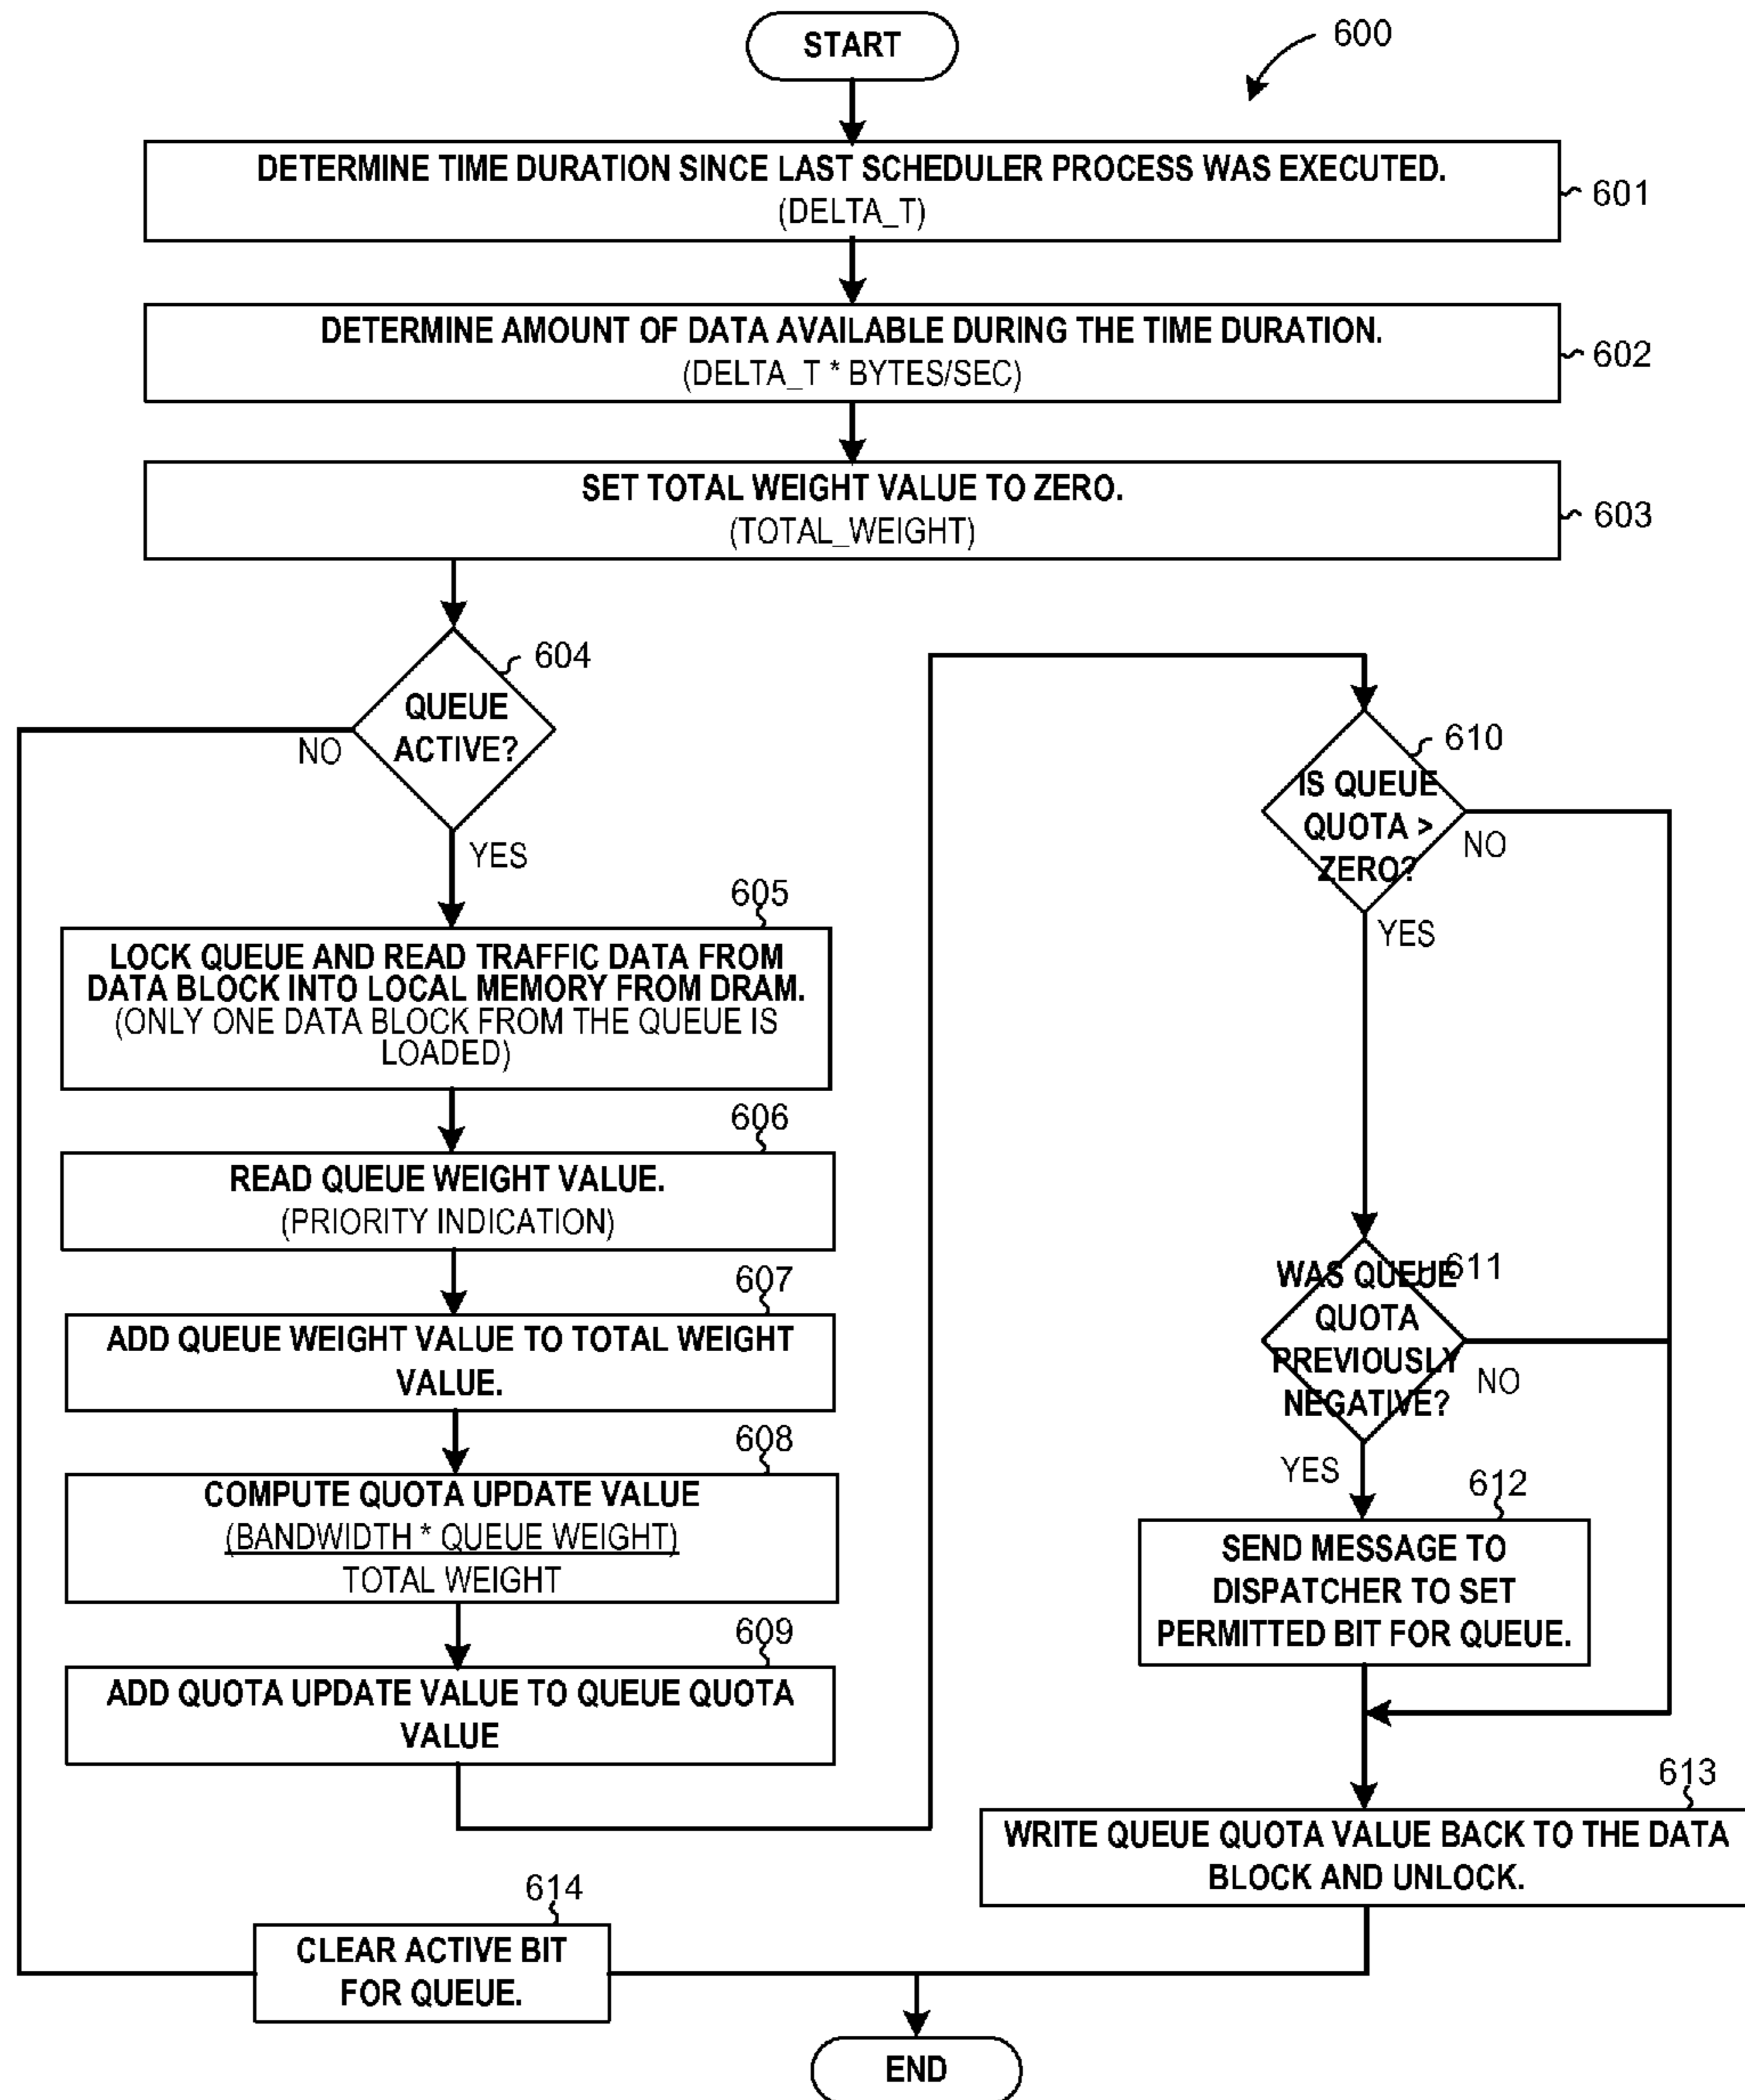 START
600
DETERMINE TIME DURATION SINCE LAST SCHEDULER PROCESS WAS EXECUTED.
(DELTA_T)
601
DETERMINE AMOUNT OF DATA AVAILABLE DURING THE TIME DURATION.
(DELTA_T * BYTES/SEC)
602
SET TOTAL WEIGHT VALUE TO ZERO.
(TOTAL_WEIGHT)
603
604
QUEUE
ACTIVE?
NO
YES
605
LOCK QUEUE AND READ TRAFFIC DATA FROM
DATA BLOCK INTO LOCAL MEMORY FROM DRAM.
(ONLY ONE DATA BLOCK FROM THE QUEUE IS
LOADED)
606
READ QUEUE WEIGHT VALUE.
(PRIORITY INDICATION)
607
ADD QUEUE WEIGHT VALUE TO TOTAL WEIGHT
VALUE.
608
COMPUTE QUOTA UPDATE VALUE
(BANDWIDTH * QUEUE WEIGHT)
TOTAL WEIGHT
609
ADD QUOTA UPDATE VALUE TO QUEUE QUOTA
VALUE
610
IS QUEUE
QUOTA >
ZERO?
NO
YES
611
WAS QUEUE
QUOTA
PREVIOUSLY
NEGATIVE?
NO
YES
612
SEND MESSAGE TO
DISPATCHER TO SET
PERMITTED BIT FOR QUEUE.
613
WRITE QUEUE QUOTA VALUE BACK TO THE DATA
BLOCK AND UNLOCK.
614
CLEAR ACTIVE BIT
FOR QUEUE.
END